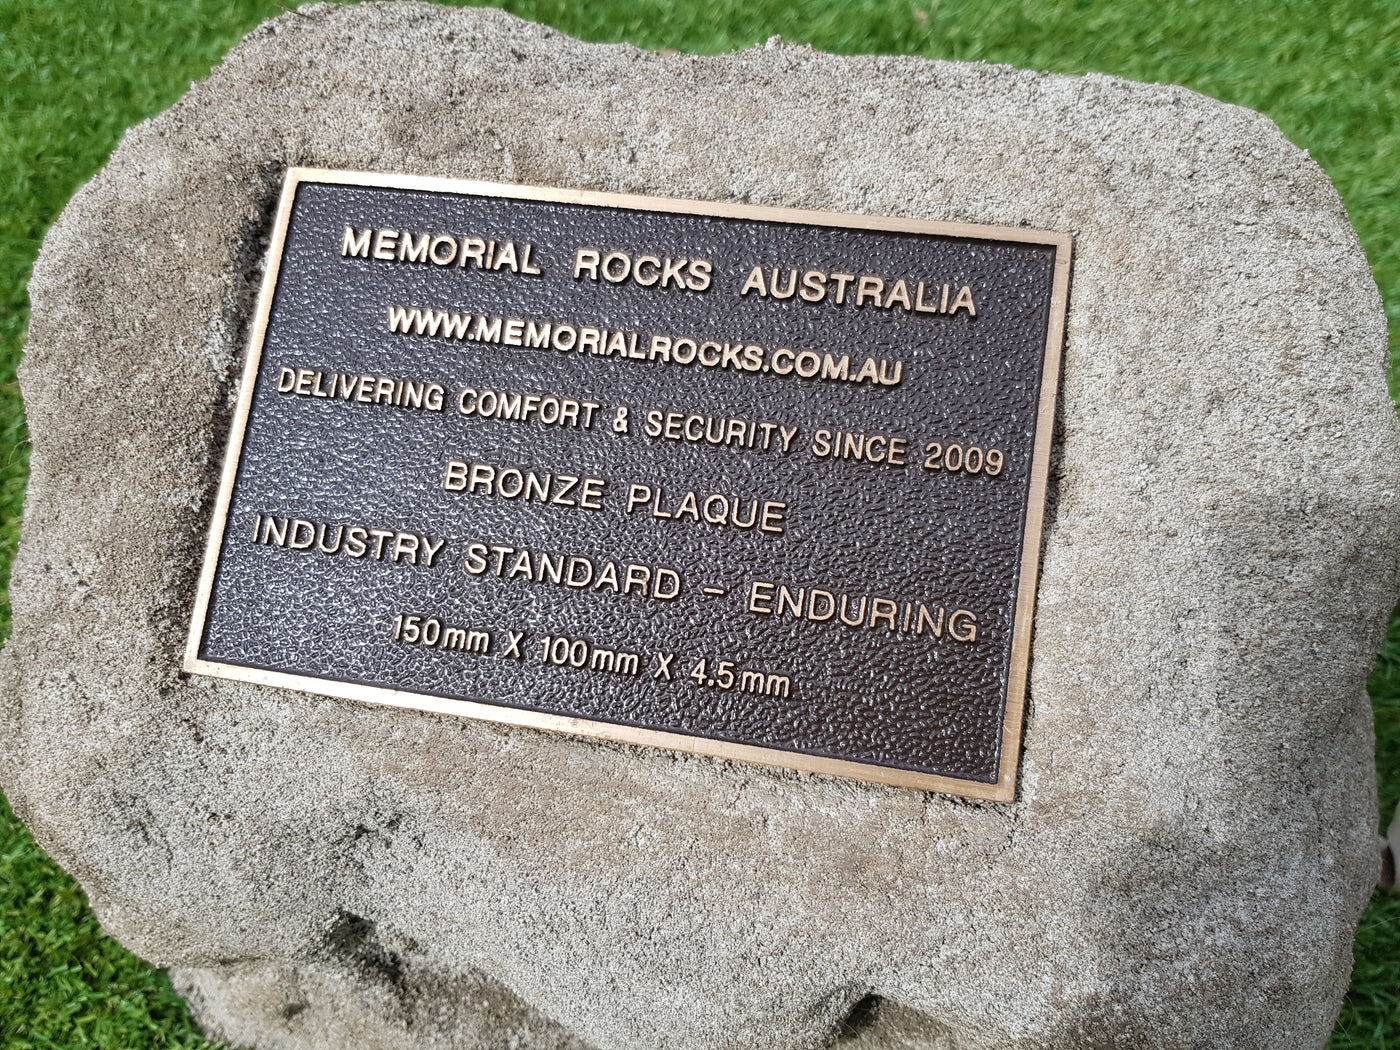 MEMORIAL ROCKS AUSTRALIA
WWW.MEMORIALROCKS.COM.AU
DELIVERING COMFORT & SECURITY SINCE 2009
BRONZE PLAQUE
INDUSTRY STANDARD – ENDURING
150mm X 100mm X 4.5mm